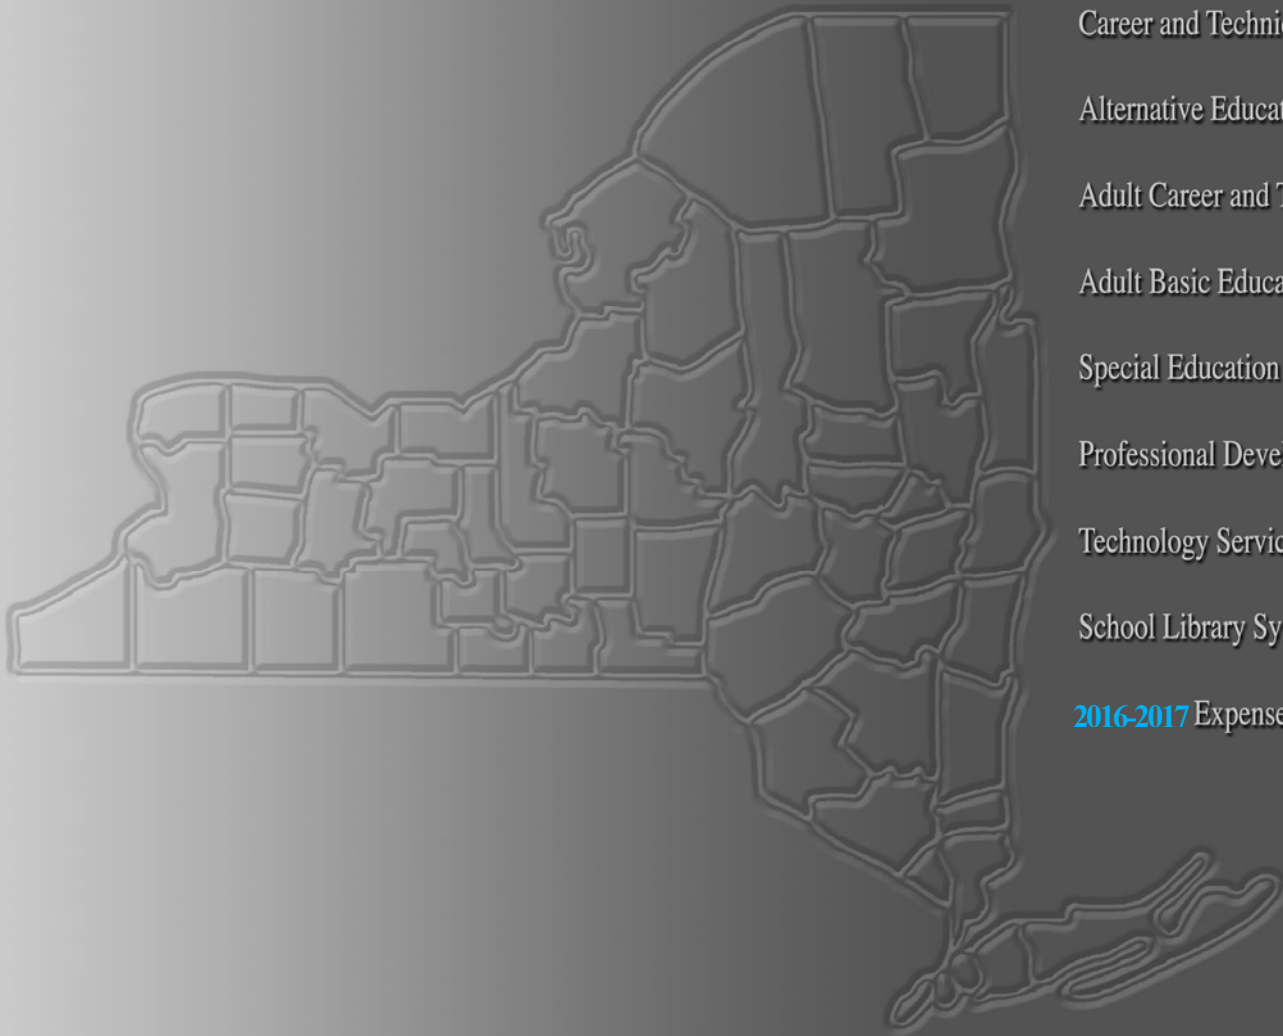 Career and Techni
Alternative Educat
Adult Career and T
Adult Basic Educa
Special Education
Professional Deve
Technology Servic
School Library Sy
2016-2017 Expense